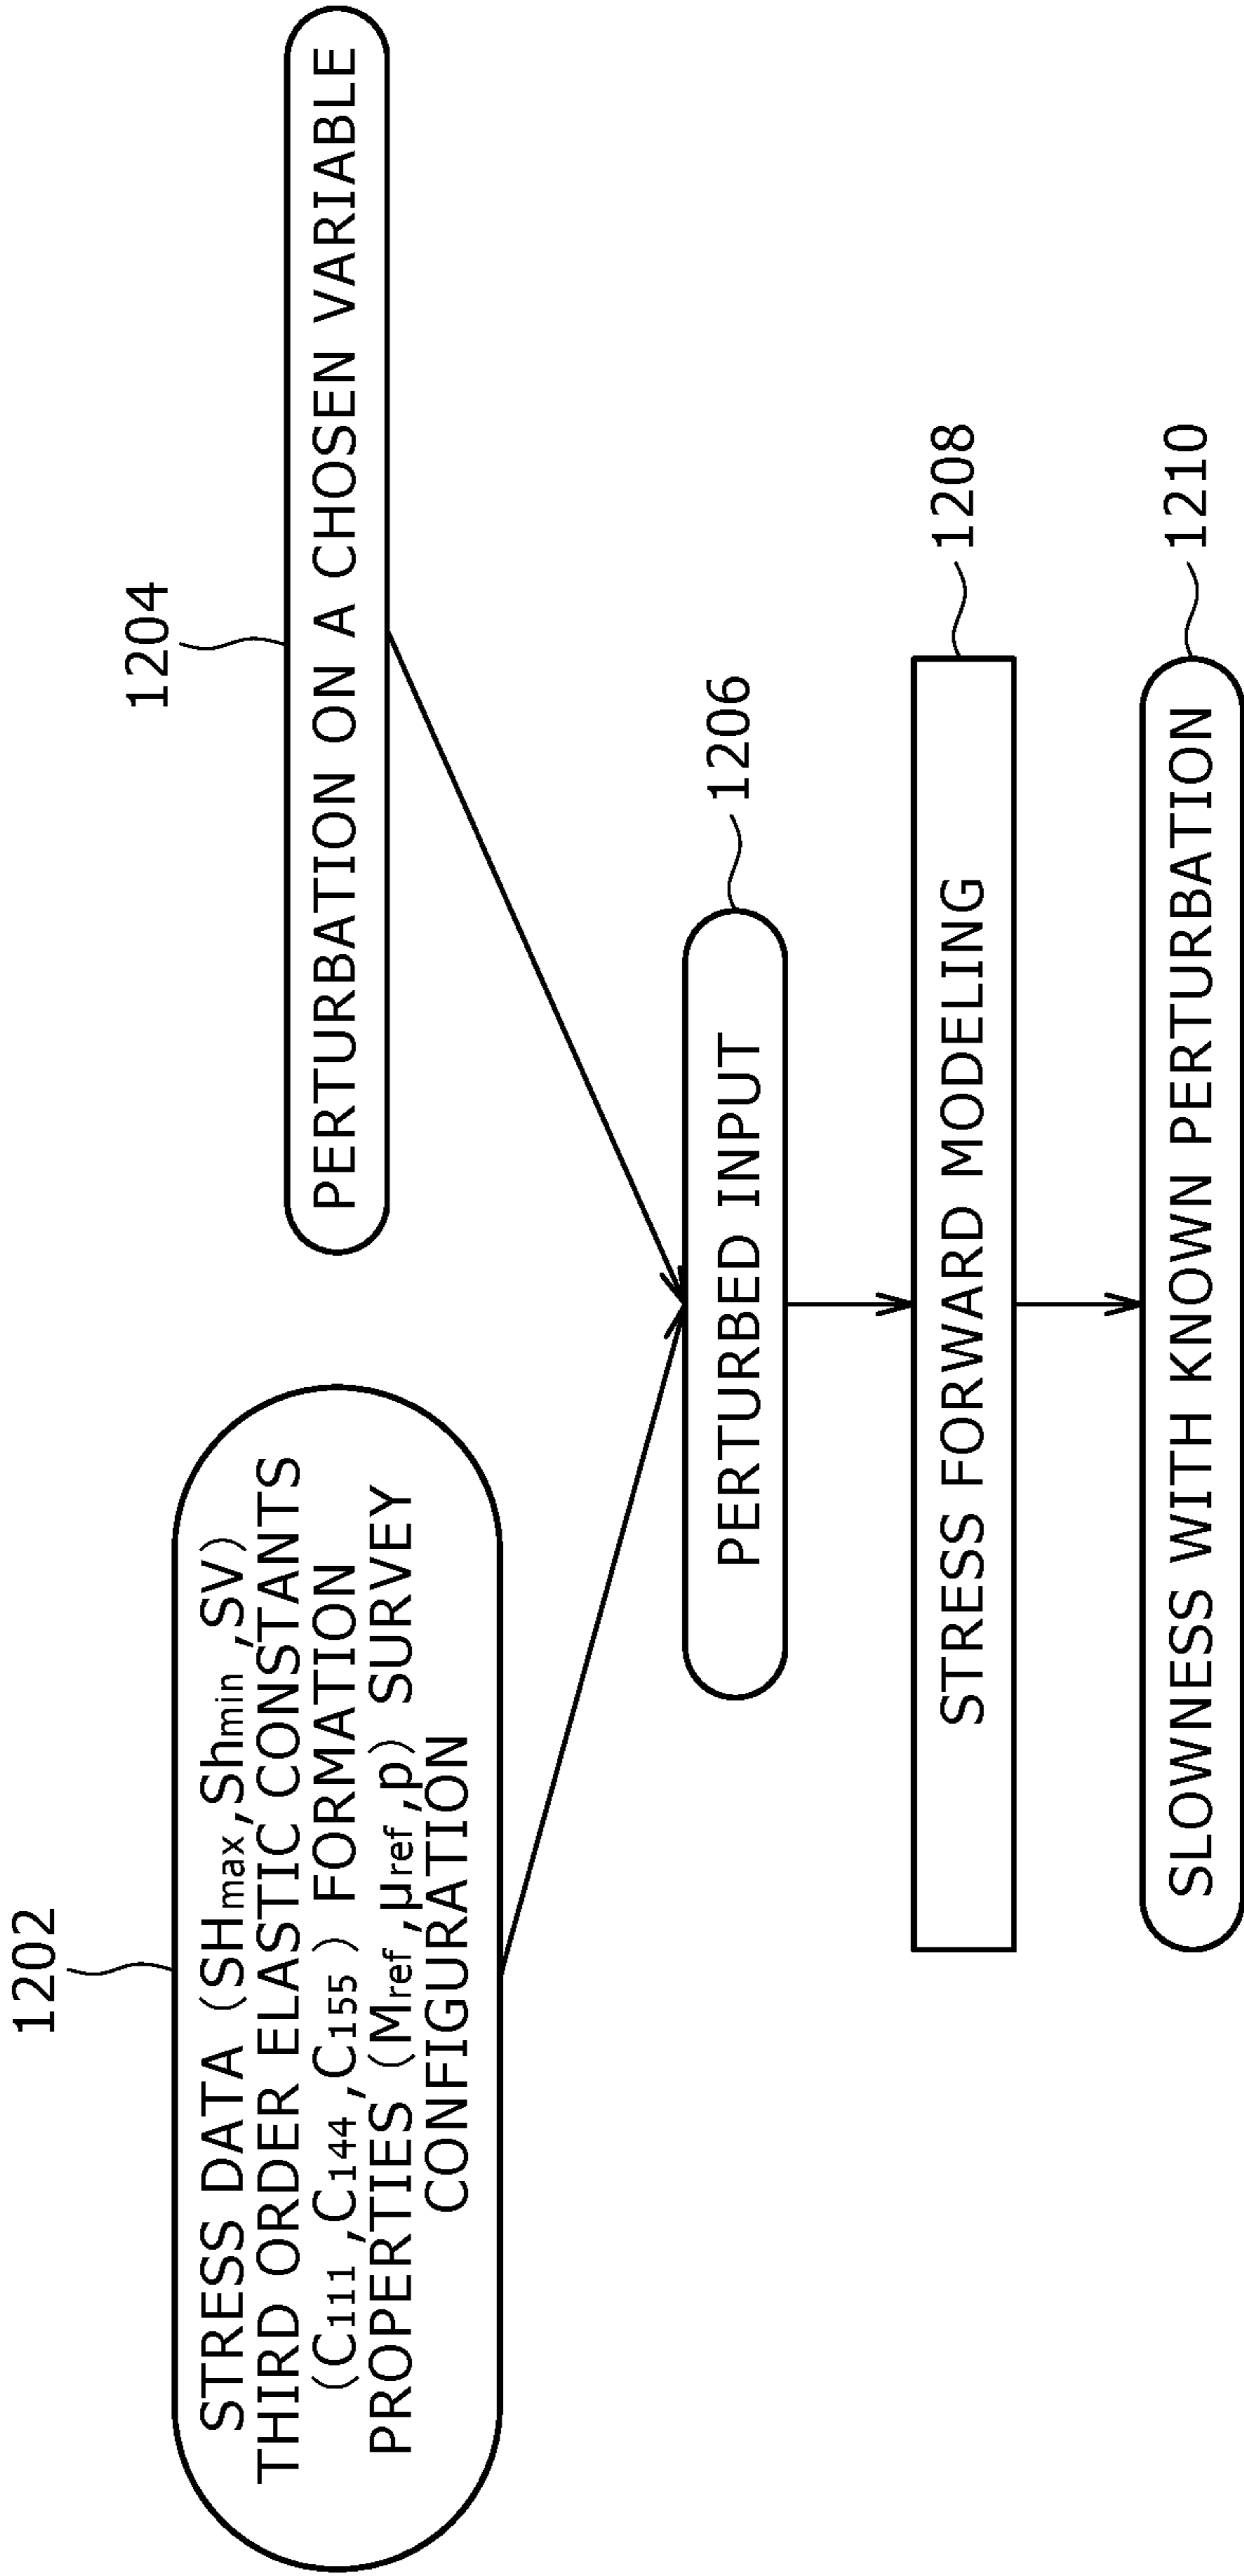 1202
STRESS DATA (SHmax,Shmin,SV)
THIRD ORDER ELASTIC CONSTANTS
(C111,C144,C155) FORMATION
PROPERTIES (Mref,μref,p) SURVEY
CONFIGURATION
1204
PERTURBATION ON A CHOSEN VARIABLE
PERTURBED INPUT
1206
STRESS FORWARD MODELING
1208
SLOWNESS WITH KNOWN PERTURBATION
1210